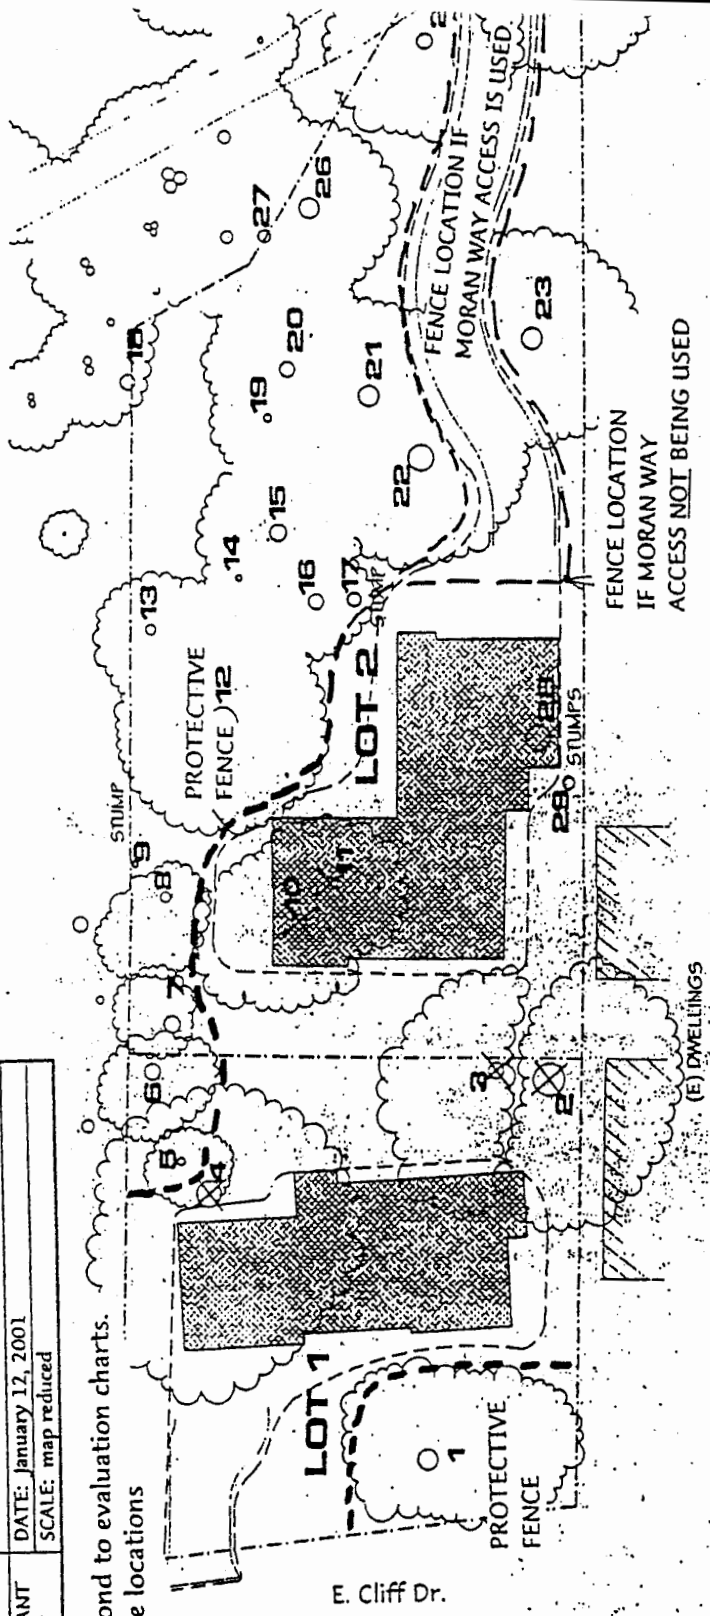 ANT
DATE: January 12, 2001
SCALE: map reduced
ond to evaluation charts.
e locations
E. Cliff Dr.
LOT 1
PROTECTIVE
FENCE
1
2
3
4
5
6
7
8
9
STUMP
10
11
PROTECTIVE
FENCE
12
LOT 2
13
14
15
16
17
STUMP
18
19
20
21
22
23
26
27
28
29
STUMPS
(E) DWELLINGS
FENCE LOCATION IF
MORAN WAY ACCESS IS USED
FENCE LOCATION
IF MORAN WAY
ACCESS NOT BEING USED